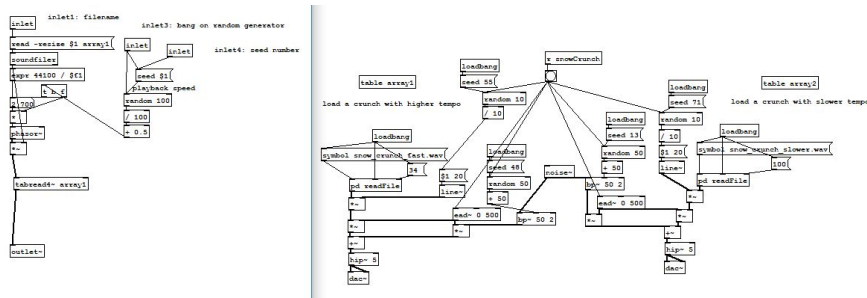 inlet
inlet1: filename
inlet3: bang on random generator
read -resize $1 array1
inlet
inlet
inlet4: seed number
soundfiler
expr 44100 / $f1
seed $1
playback speed
t b f
random 100
2.700
*
/ 100
phasor~
+ 0.5
*~
tabread4~ array1
outlet~
r snowCrunch
loadbang
table array1
seed 55
random 10
load a crunch with higher tempo
/ 10
loadbang
symbol snow_crunch_fast.wav
34
pd readFile
$1 20
line~
*~
*~
+~
hip~ 5
dac~
loadbang
seed 48
random 50
+ 50
ead~ 0 500
bp~ 50 2
*~
noise~
loadbang
seed 13
random 50
+ 50
bp~ 50 2
ead~ 0 500
*~
loadbang
seed 71
random 10
/ 10
$1 20
line~
table array2
load a crunch with slower tempo
loadbang
symbol snow_crunch_slower.wav
100
pd readFile
*~
*~
+~
hip~ 5
dac~